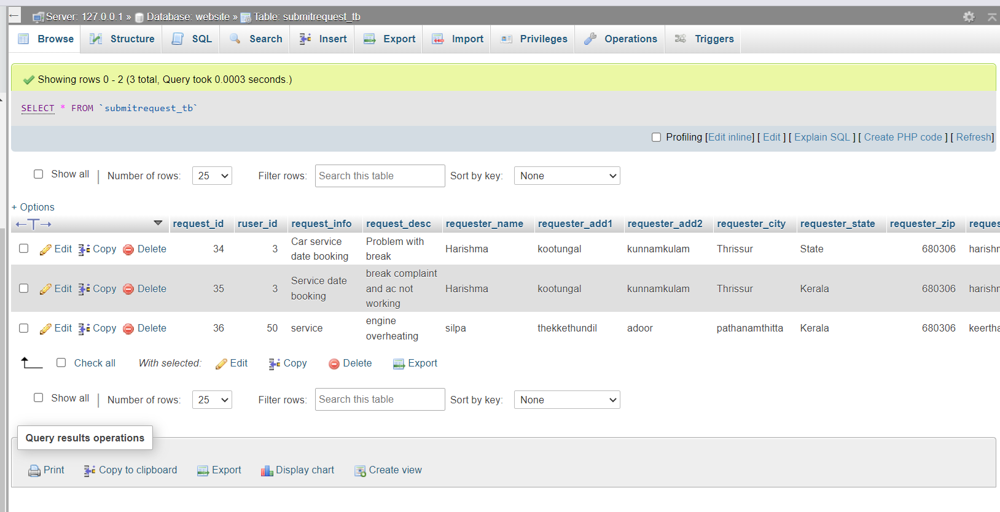 Server: 127.0.0.1 » Database: website » Table: submitrequest_tb
Browse Structure SQL Search Insert Export Import Privileges Operations Triggers
Showing rows 0 - 2 (3 total, Query took 0.0003 seconds.)
SELECT * FROM `submitrequest_tb`
Profiling [Edit inline] [ Edit ] [ Explain SQL ] [ Create PHP code ] [ Refresh]
Show all | Number of rows: 25 Filter rows: Search this table Sort by key: None
+ Options
←T→ request_id ruser_id request_info request_desc requester_name requester_add1 requester_add2 requester_city requester_state requester_zip reques
Edit Copy Delete 34 3 Car service date booking Problem with break Harishma kootungal kunnamkulam Thrissur State 680306 harishm
Edit Copy Delete 35 3 Service date booking break complaint and ac not working Harishma kootungal kunnamkulam Thrissur Kerala 680306 harishm
Edit Copy Delete 36 50 service engine overheating silpa thekkethundil adoor pathanamthitta Kerala 680306 keertha
Check all With selected: Edit Copy Delete Export
Show all | Number of rows: 25 Filter rows: Search this table Sort by key: None
Query results operations
Print Copy to clipboard Export Display chart Create view